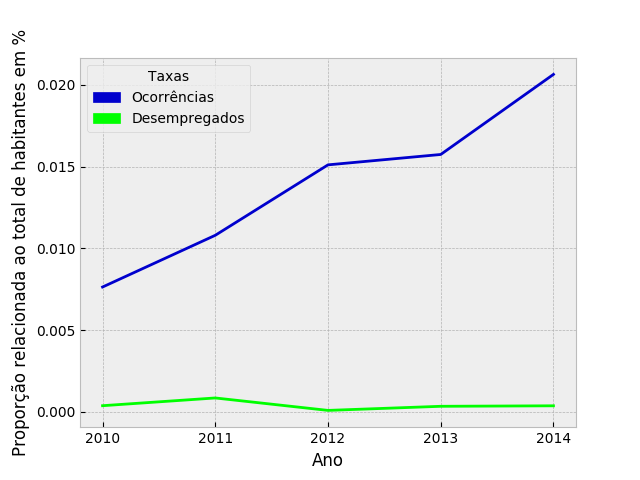 Proporção relacionada ao total de habitantes em %
0.020
0.015
0.010
0.005
0.000
Taxas
Ocorrências
Desempregados
2010 2011 2012 2013 2014
Ano